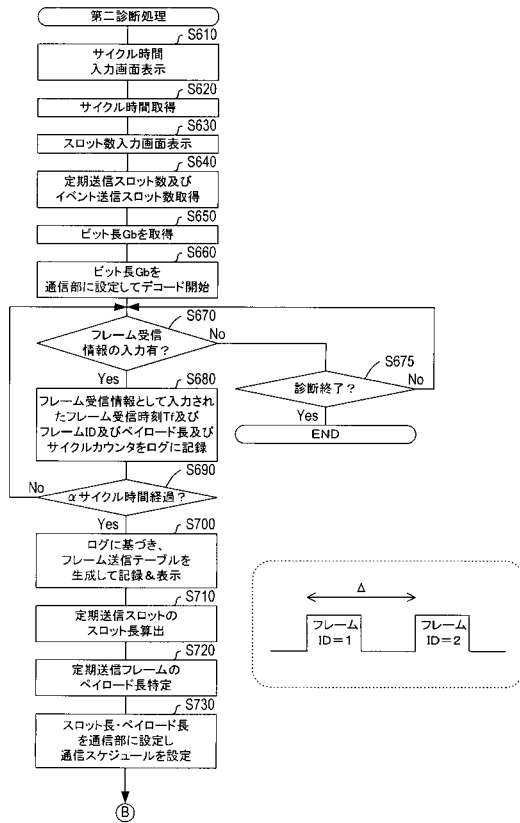 第二診断処理
S610
サイクル時間
入力画面表示
S620
サイクル時間取得
S630
スロット数入力画面表示
S640
定期送信スロット数及び
イベント送信スロット数取得
S650
ビット長Gbを取得
S660
ビット長Gbを
通信部に設定してデコード開始
S670
フレーム受信
情報の入力有?
No
Yes
S675
診断終了?
No
Yes
END
S680
フレーム受信情報として入力され
たフレーム受信時刻Tf及び
フレームID及びペイロード長及び
サイクルカウンタをログに記録
S690
αサイクル時間経過?
No
Yes
S700
ログに基づき、
フレーム送信テーブルを
生成して記録&表示
S710
定期送信スロットの
スロット長算出
S720
定期送信フレームの
ペイロード長特定
S730
スロット長・ペイロード長
を通信部に設定し
通信スケジュールを設定
B
Δ
フレーム
ID=1
フレーム
ID=2